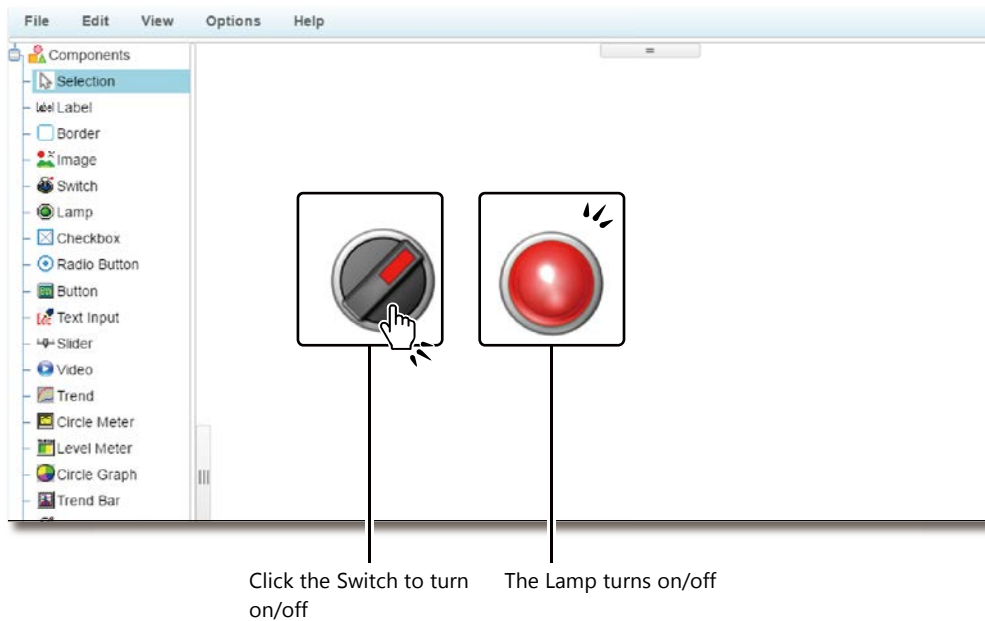 File Edit View Options Help
Components
Selection
Label Label
Border
Image
Switch
Lamp
Checkbox
Radio Button
Button
Text Input
Slider
Video
Trend
Circle Meter
Level Meter
Circle Graph
Trend Bar
Click the Switch to turn
on/off
The Lamp turns on/off